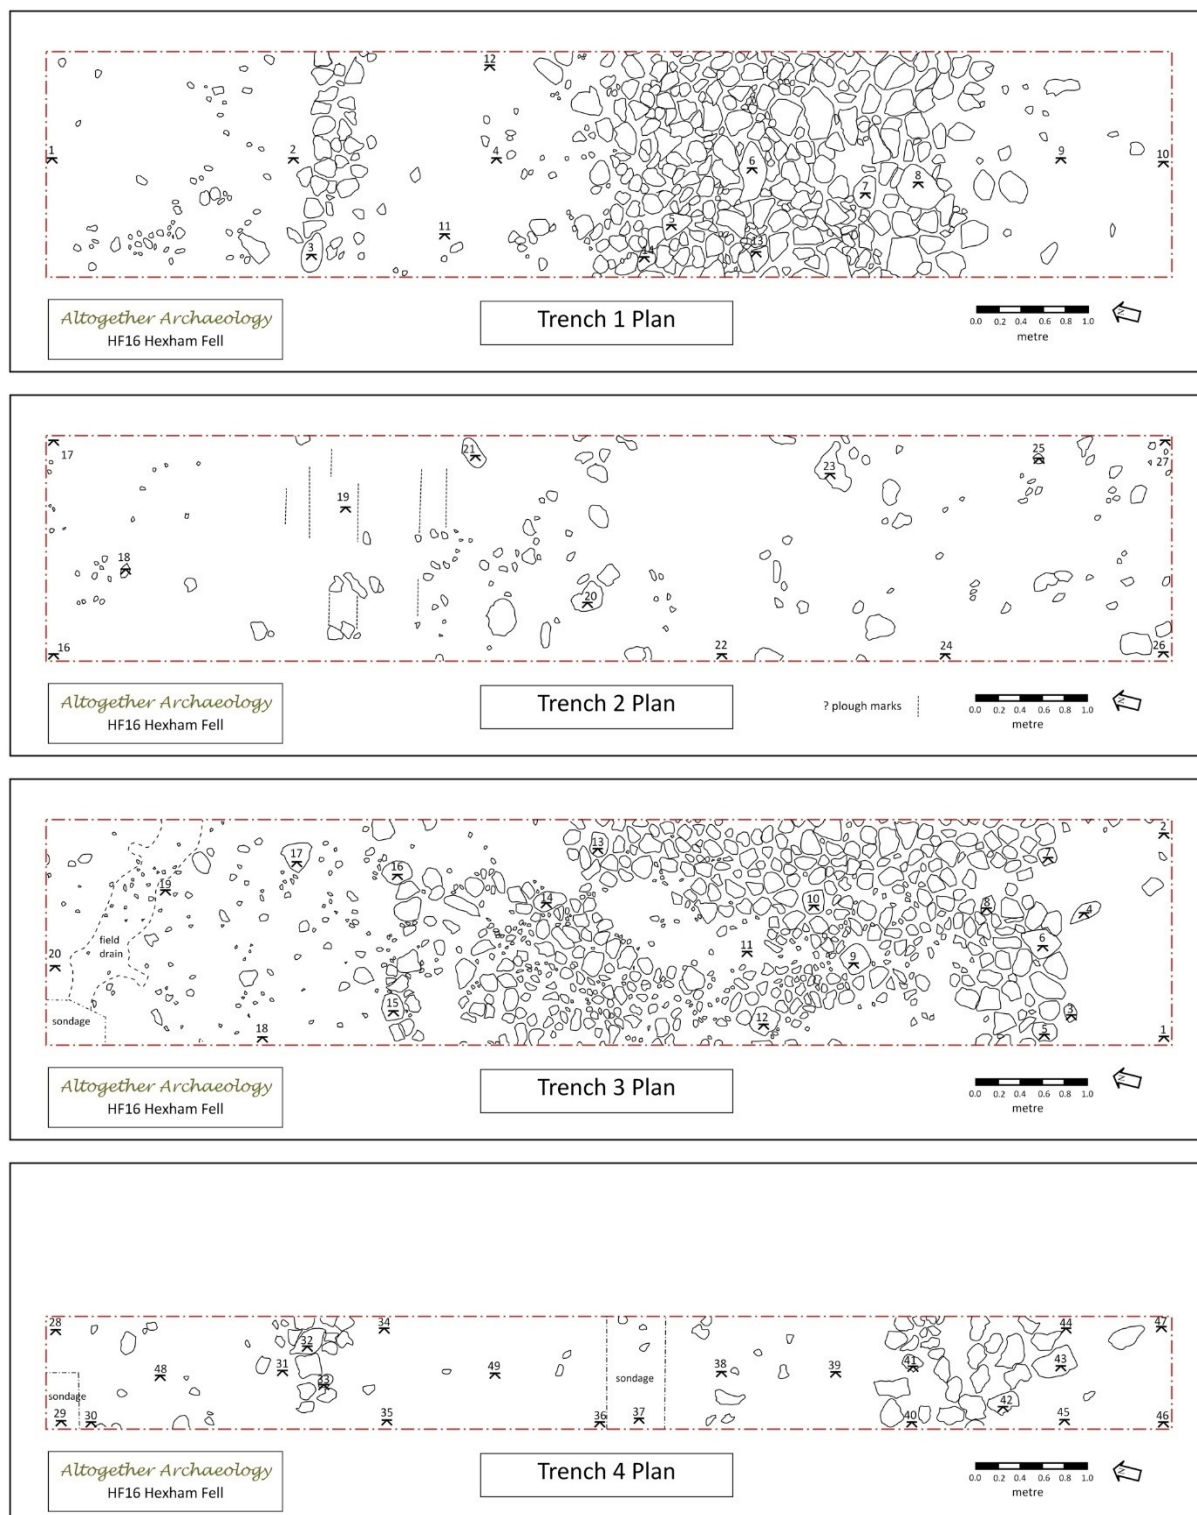 12
1
2
4
9
10
6
7
8
11
5
3
14
13
Altogether Archaeology
HF16 Hexham Fell
Trench 1 Plan
0.0 0.2 0.4 0.6 0.8 1.0
metre
N
17
21
23
25
27
19
18
20
16
22
24
26
Altogether Archaeology
HF16 Hexham Fell
Trench 2 Plan
? plough marks
0.0 0.2 0.4 0.6 0.8 1.0
metre
N
2
13
17
16
19
14
10
8
4
field
drain
11
6
20
9
15
3
sondage
18
12
5
1
Altogether Archaeology
HF16 Hexham Fell
Trench 3 Plan
0.0 0.2 0.4 0.6 0.8 1.0
metre
N
28
34
44
47
32
48
31
49
38
39
41
43
33
sondage
sondage
42
29
30
35
36
37
40
45
46
Altogether Archaeology
HF16 Hexham Fell
Trench 4 Plan
0.0 0.2 0.4 0.6 0.8 1.0
metre
N